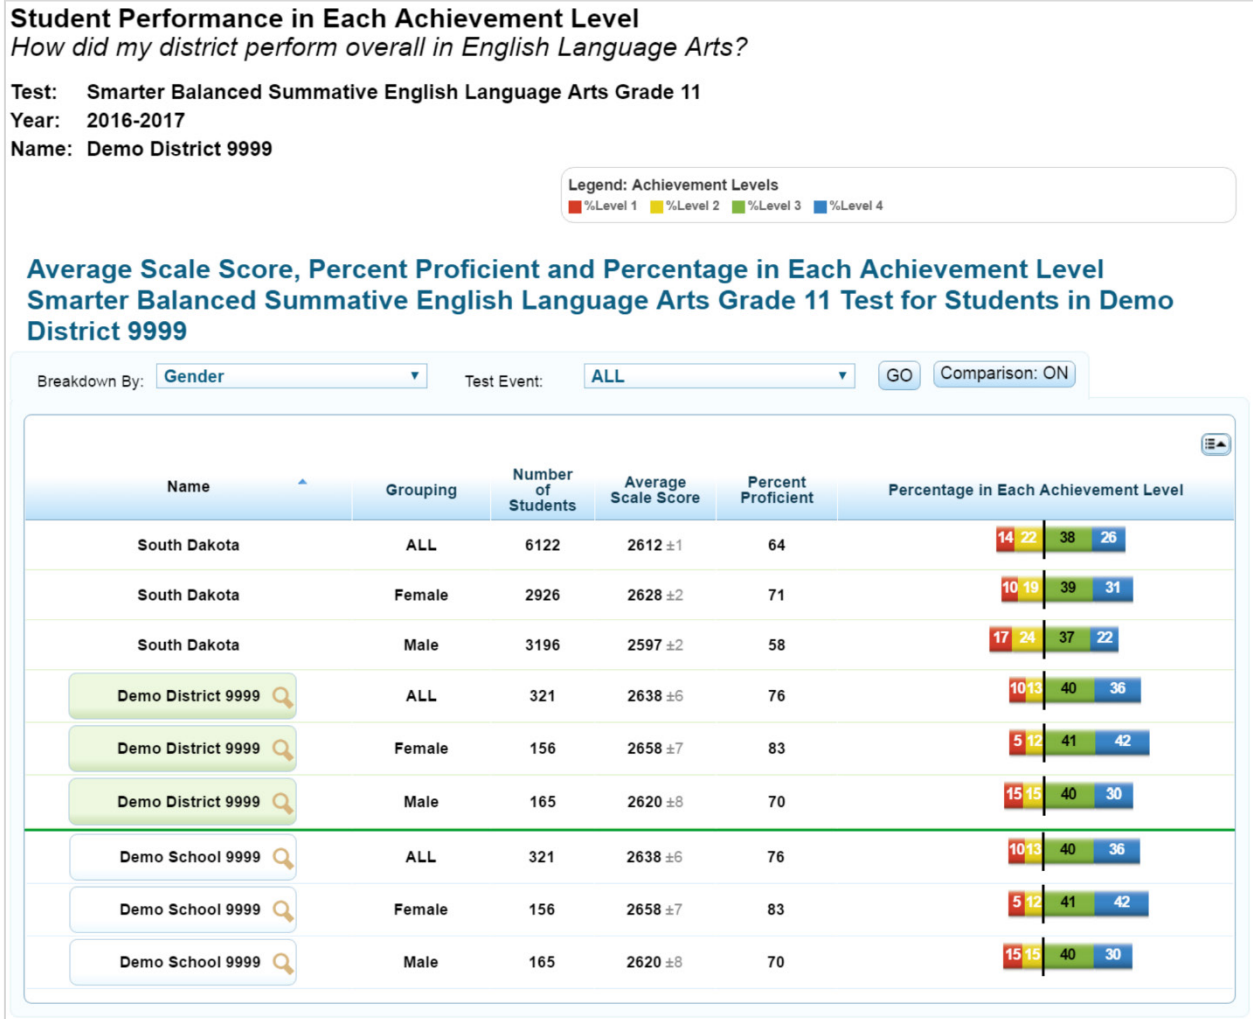 Student Performance in Each Achievement Level
How did my district perform overall in English Language Arts?
Test: Smarter Balanced Summative English Language Arts Grade 11
Year: 2016-2017
Name: Demo District 9999
Legend: Achievement Levels
%Level 1 %Level 2 %Level 3 %Level 4
Average Scale Score, Percent Proficient and Percentage in Each Achievement Level
Smarter Balanced Summative English Language Arts Grade 11 Test for Students in Demo
District 9999
Breakdown By: Gender Test Event: ALL GO Comparison: ON
Name Grouping Number of Students Average Scale Score Percent Proficient Percentage in Each Achievement Level
South Dakota ALL 6122 2612 ±1 64 14 22 38 26
South Dakota Female 2926 2628 ±2 71 10 19 39 31
South Dakota Male 3196 2597 ±2 58 17 24 37 22
Demo District 9999 ALL 321 2638 ±6 76 10 13 40 36
Demo District 9999 Female 156 2658 ±7 83 5 12 41 42
Demo District 9999 Male 165 2620 ±8 70 15 15 40 30
Demo School 9999 ALL 321 2638 ±6 76 10 13 40 36
Demo School 9999 Female 156 2658 ±7 83 5 12 41 42
Demo School 9999 Male 165 2620 ±8 70 15 15 40 30